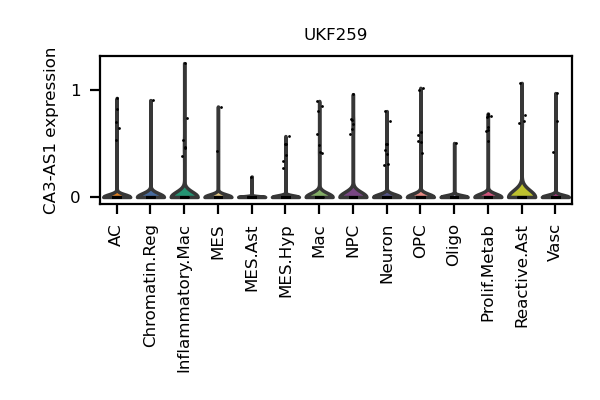 UKF259
CA3-AS1 expression
1
0
AC
Chromatin.Reg
Inflammatory.Mac
MES
MES.Ast
MES.Hyp
Mac
NPC
Neuron
OPC
Oligo
Prolif.Metab
Reactive.Ast
Vasc